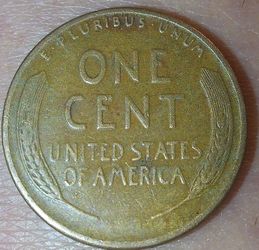 E·PLURIBUS·UNUM
ONE
CENT
UNITED STATES
OF AMERICA